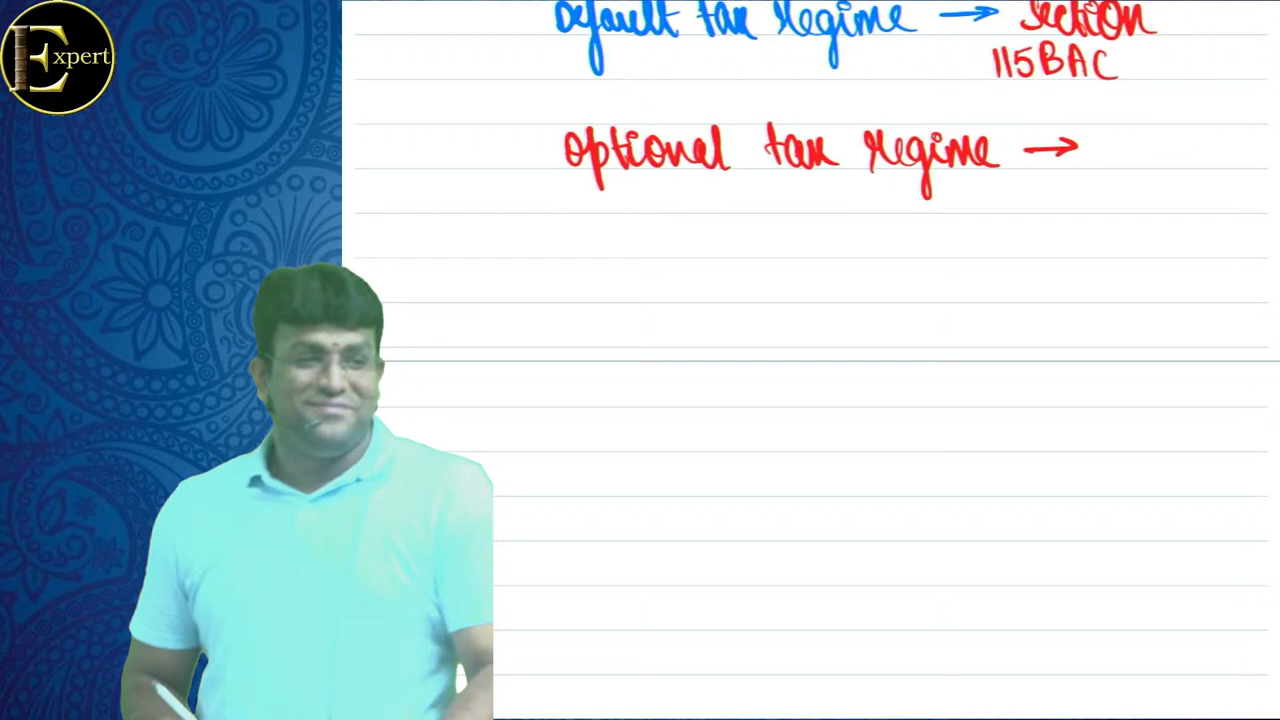 Expert
Default tax regime → Section
115BAC
optional tax regime →